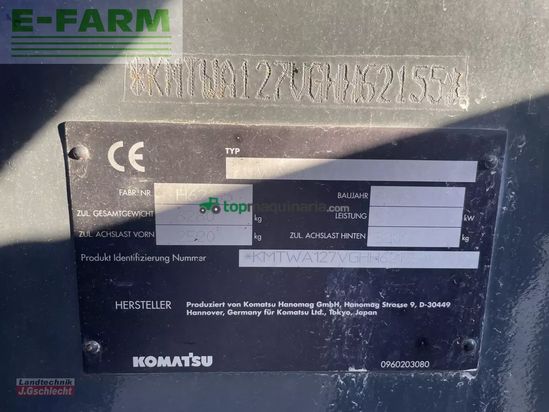 E-FARM
*KMTWA127VGHH62155*
CE
TYP
FABR. NR
BAUJAHR
ZUL. GESAMTGEWICHT kg
LEISTUNG kW
topmaquinaria.com
ZUL. ACHSLAST VORN kg
ZUL. ACHSLAST HINTEN kg
Produkt Identifizierung Nummer *KMTWA127VGHH62
HERSTELLER
Produziert von Komatsu Hanomag GmbH, Hanomag Strasse 9, D-30449
Hannover, Germany für Komatsu Ltd., Tokyo, Japan
KOMATSU
0960203080
Landtechnik
J.Gschlecht